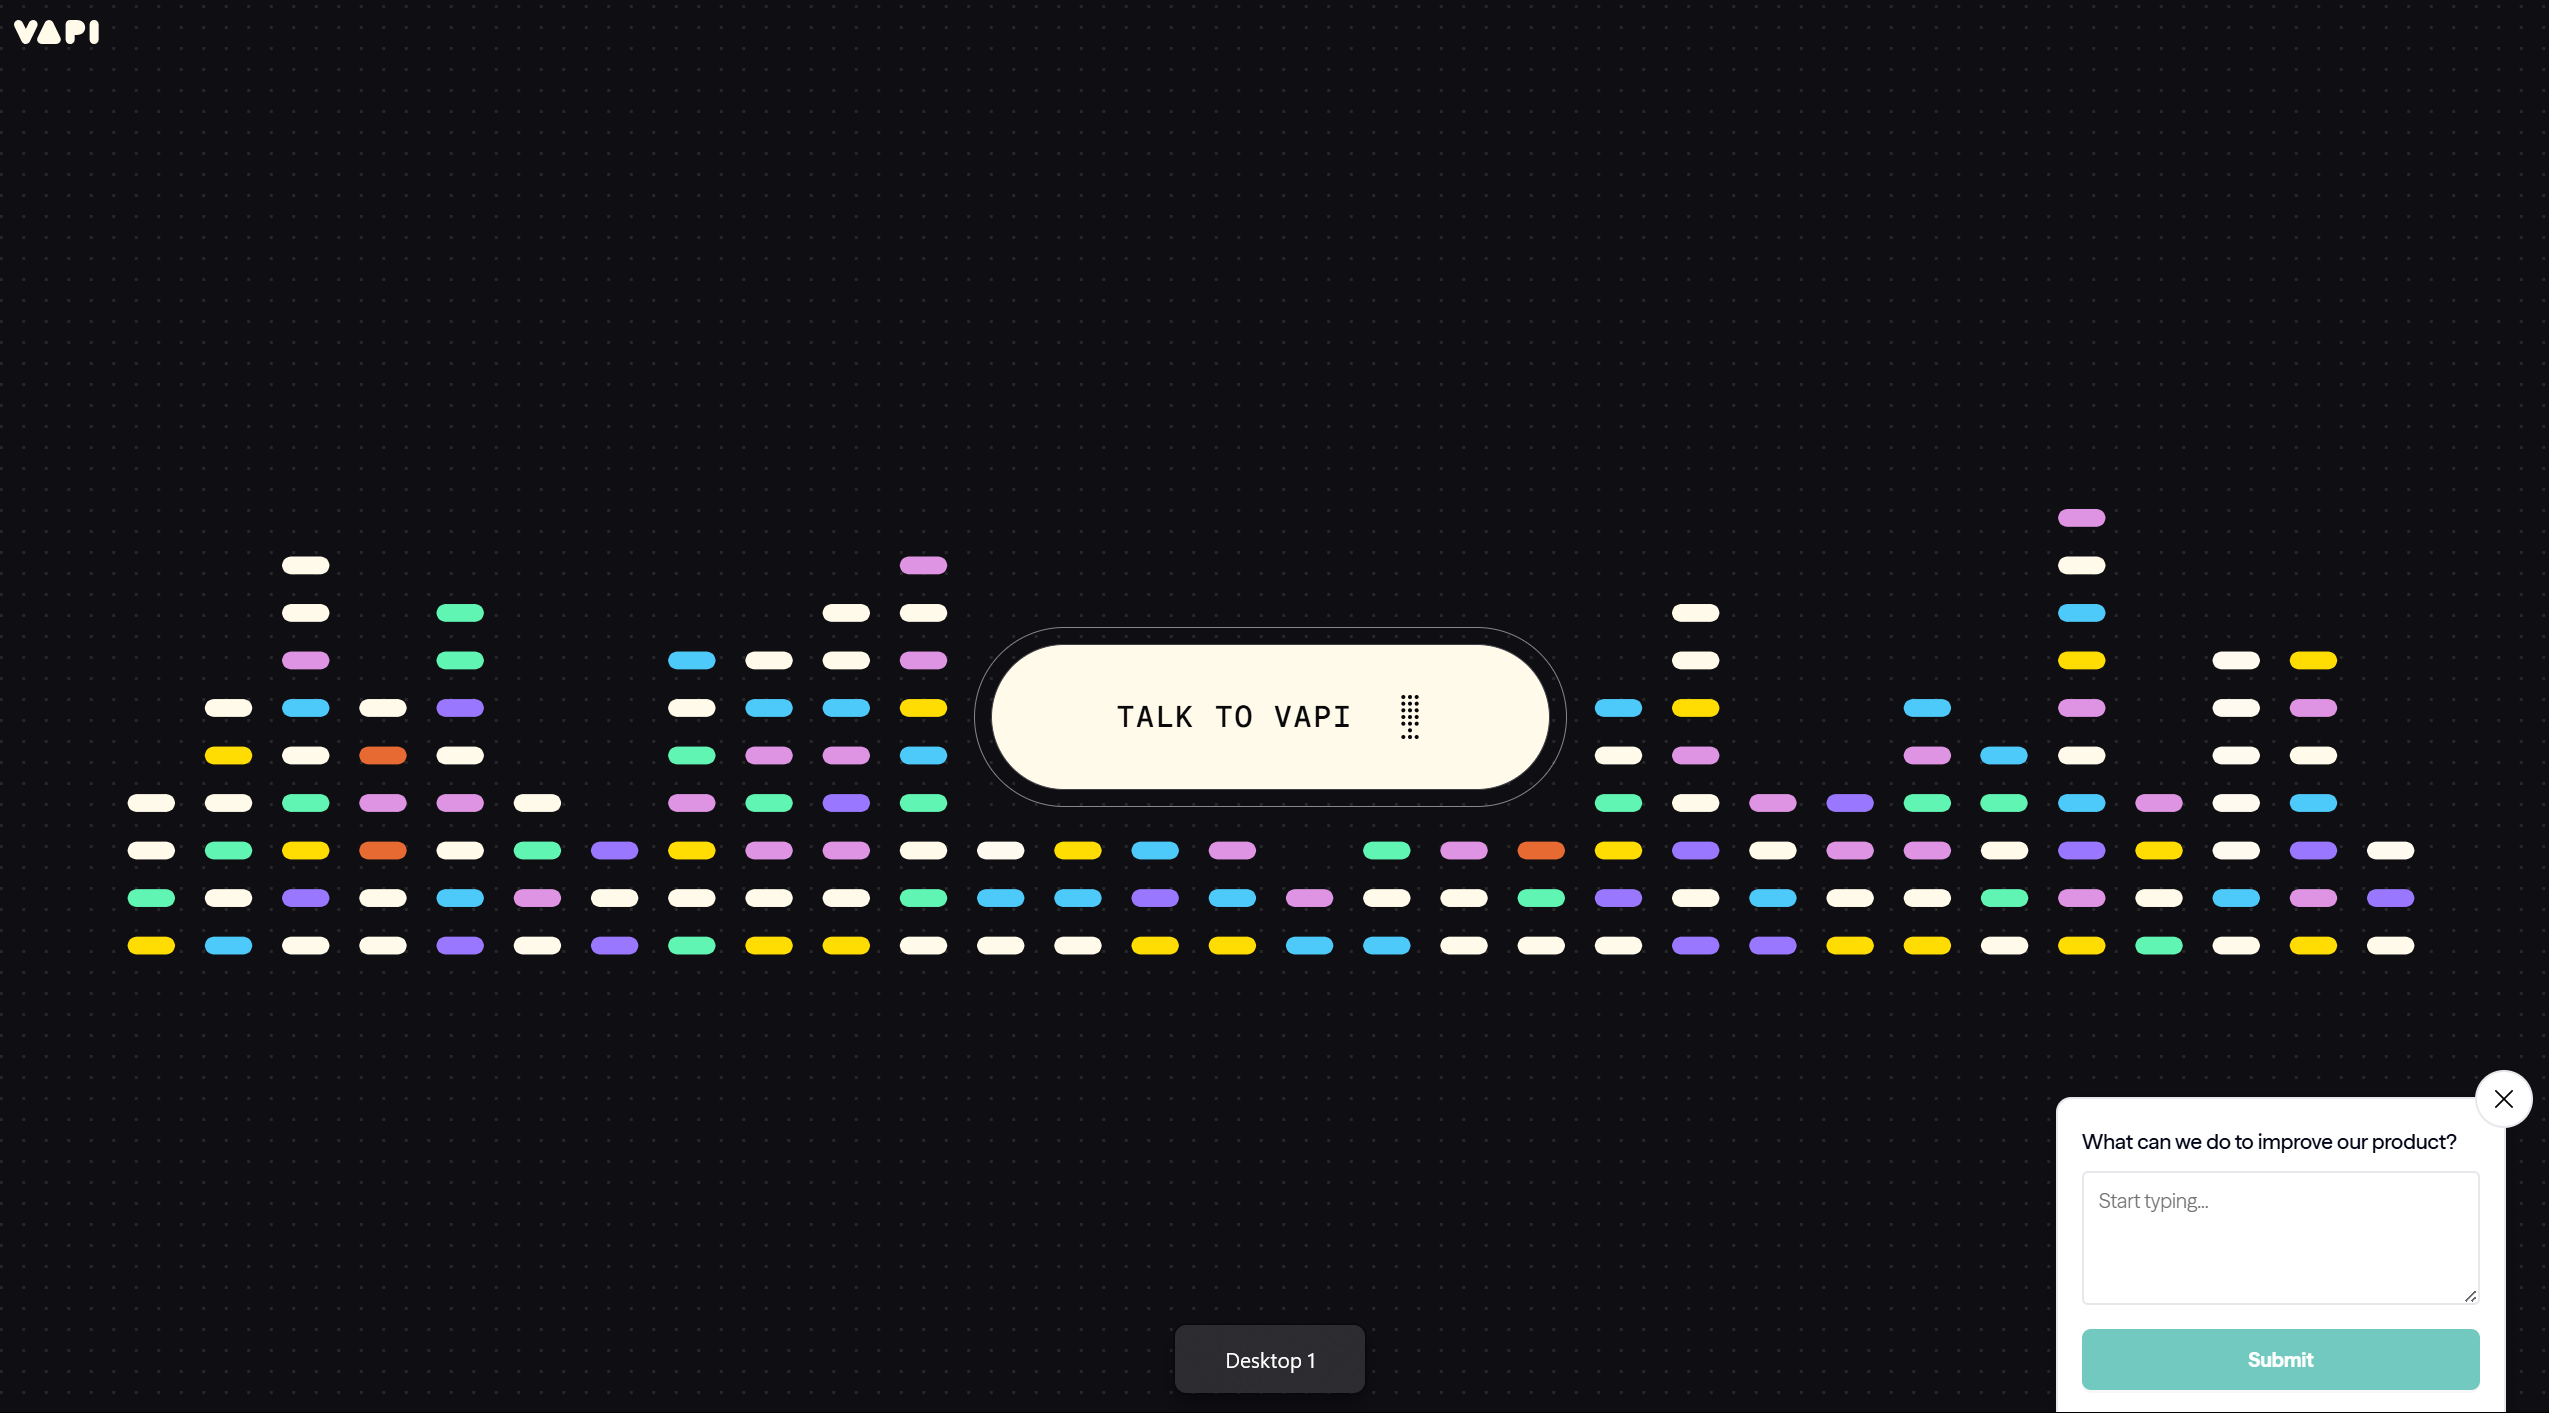 VAPI
TALK TO VAPI
What can we do to improve our product?
Start typing...
Submit
Desktop 1